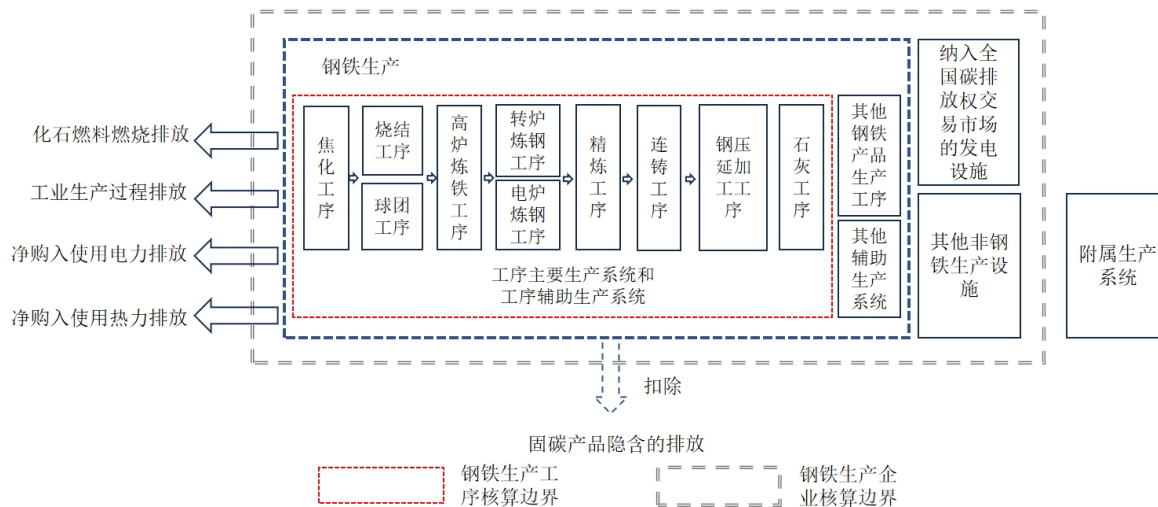 钢铁生产
化石燃料燃烧排放
工业生产过程排放
净购入使用电力排放
净购入使用热力排放
焦
化
工
序
烧结
工序
球团
工序
高
炉
炼
铁
工
序
转炉
炼钢
工序
电炉
炼钢
工序
精
炼
工
序
连
铸
工
序
钢压
延加
工工
序
石
灰
工
序
工序主要生产系统和
工序辅助生产系统
其他
钢铁
产品
生产
工序
其他
辅助
生产
系统
纳入全
国碳排
放权交
易市场
的发电
设施
其他非钢
铁生产设
施
附属生产
系统
扣除
固碳产品隐含的排放
钢铁生产工
序核算边界
钢铁生产企
业核算边界